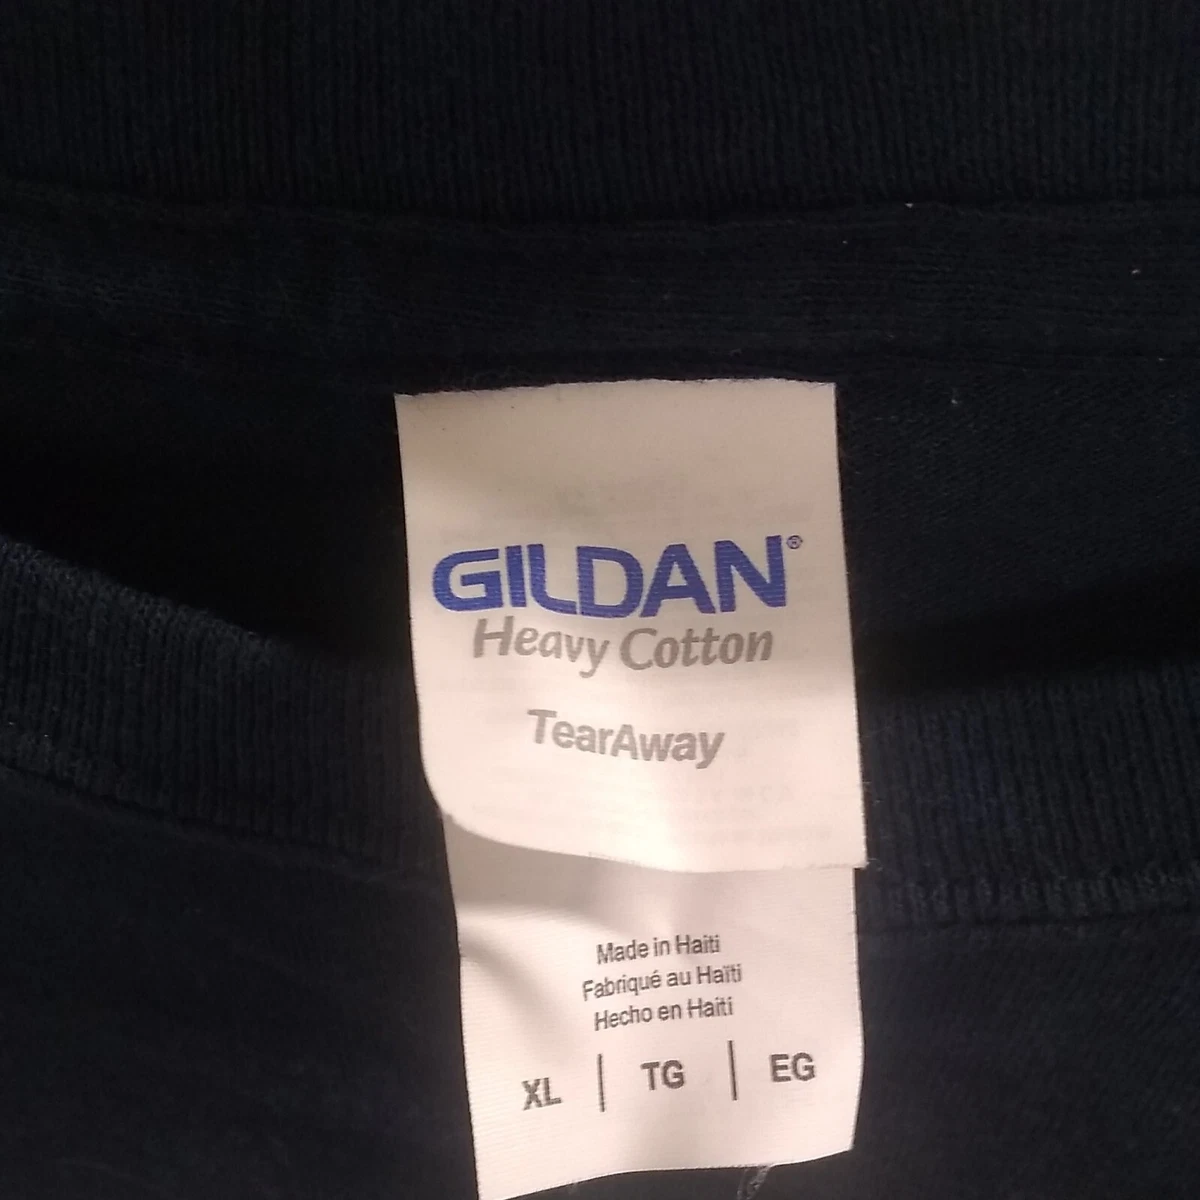 GILDAN®
Heavy Cotton
TearAway
Made in Haiti
Fabriqué au Haïti
Hecho en Haiti
XL | TG | EG